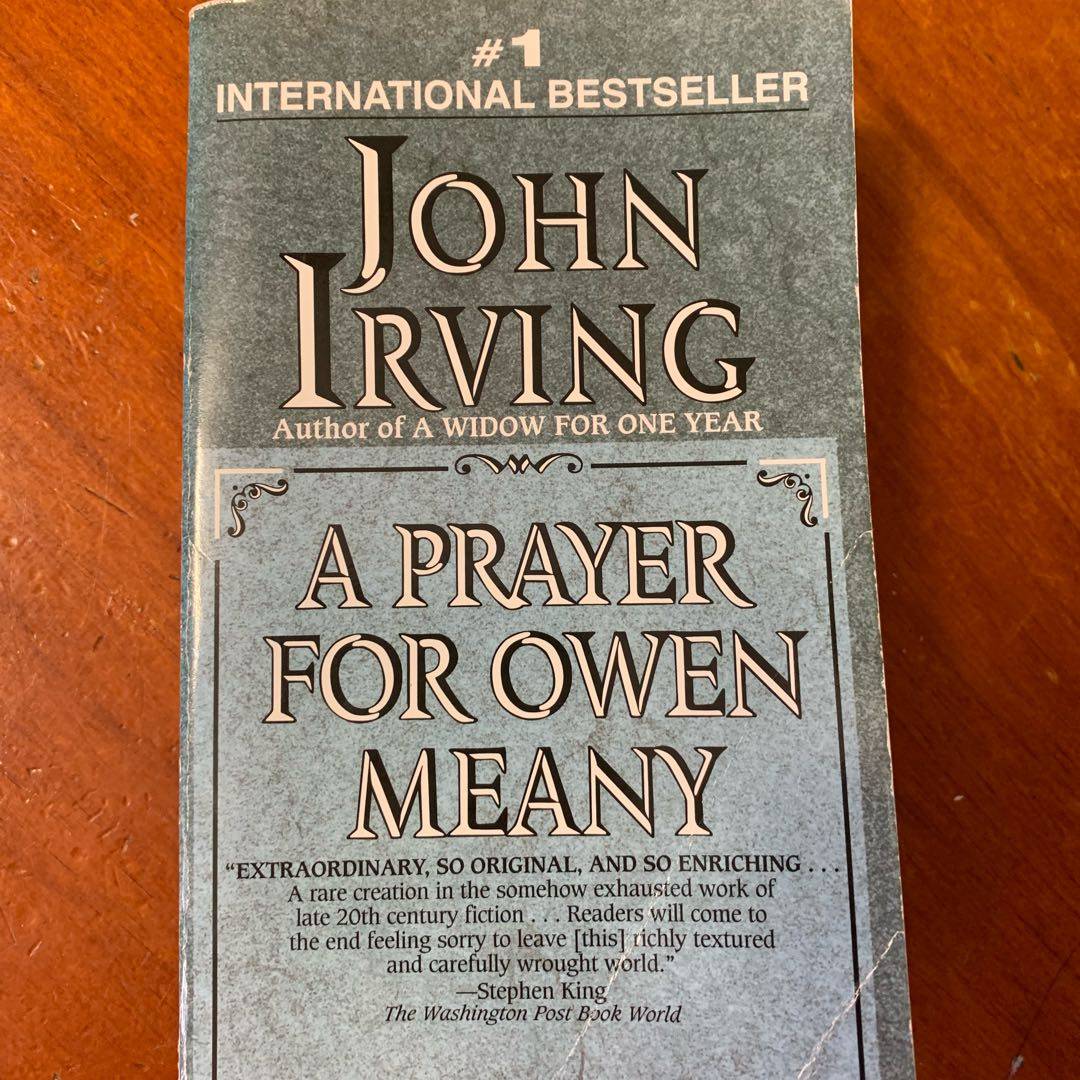 #1
INTERNATIONAL BESTSELLER
JOHN
IRVING
Author of A WIDOW FOR ONE YEAR
A PRAYER
FOR OWEN
MEANY
“EXTRAORDINARY, SO ORIGINAL, AND SO ENRICHING . . .
A rare creation in the somehow exhausted work of
late 20th century fiction . . . Readers will come to
the end feeling sorry to leave [this] richly textured
and carefully wrought world.”
—Stephen King
The Washington Post Book World